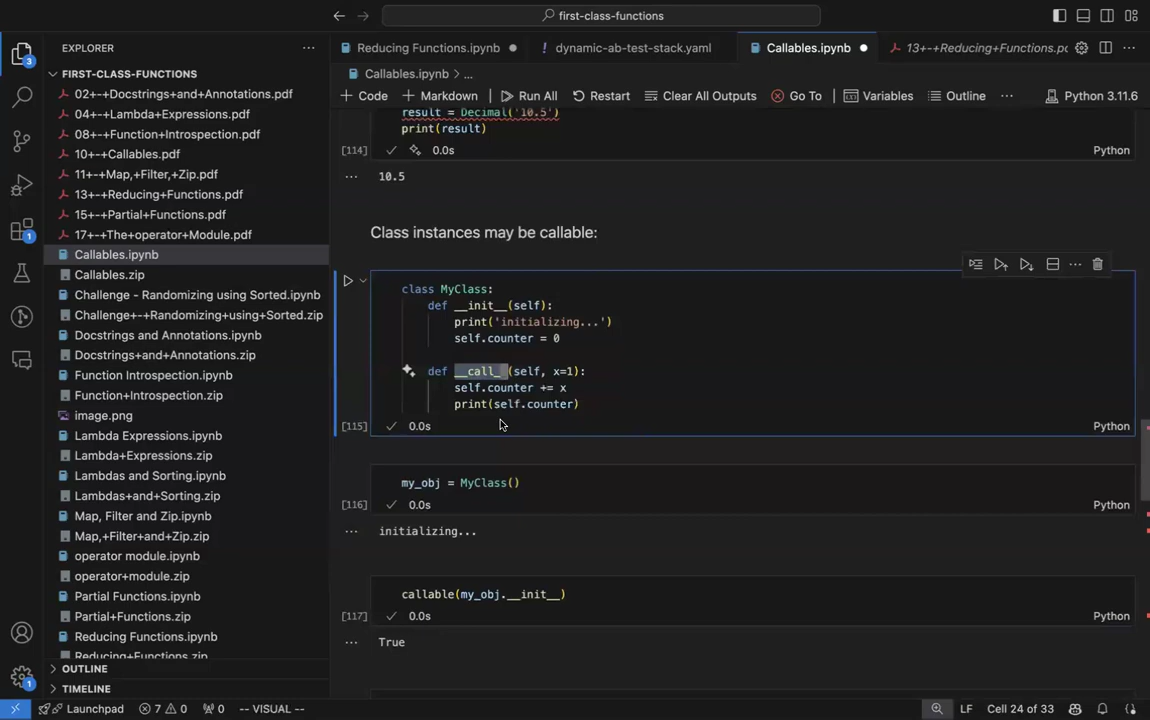 first-class-functions
EXPLORER
FIRST-CLASS-FUNCTIONS
02+-+Docstrings+and+Annotations.pdf
04+-+Lambda+Expressions.pdf
08+-+Function+Introspection.pdf
10+-+Callables.pdf
11+-+Map,+Filter,+Zip.pdf
13+-+Reducing+Functions.pdf
15+-+Partial+Functions.pdf
17+-+The+operator+Module.pdf
Callables.ipynb
Callables.zip
Challenge - Randomizing using Sorted.ipynb
Challenge+-+Randomizing+using+Sorted.zip
Docstrings and Annotations.ipynb
Docstrings+and+Annotations.zip
Function Introspection.ipynb
Function+Introspection.zip
image.png
Lambda Expressions.ipynb
Lambda+Expressions.zip
Lambdas and Sorting.ipynb
Lambdas+and+Sorting.zip
Map, Filter and Zip.ipynb
Map,+Filter+and+Zip.zip
operator module.ipynb
operator+module.zip
Partial Functions.ipynb
Partial+Functions.zip
Reducing Functions.ipynb
Reducing+Functions.zip
OUTLINE
TIMELINE
3
1
1
Reducing Functions.ipynb dynamic-ab-test-stack.yaml Callables.ipynb 13+-+Reducing+Functions.pc
Callables.ipynb > ...
Code Markdown Run All Restart Clear All Outputs Go To Variables Outline ... Python 3.11.6
result = Decimal('10.5')
print(result)
[114] 0.0s Python
10.5
Class instances may be callable:
class MyClass:
def __init__(self):
print('initializing...')
self.counter = 0
def __call__(self, x=1):
self.counter += x
print(self.counter)
[115] 0.0s Python
my_obj = MyClass()
[116] 0.0s Python
initializing...
callable(my_obj.__init__)
[117] 0.0s Python
True
Launchpad 7 0 0 -- VISUAL -- LF Cell 24 of 33